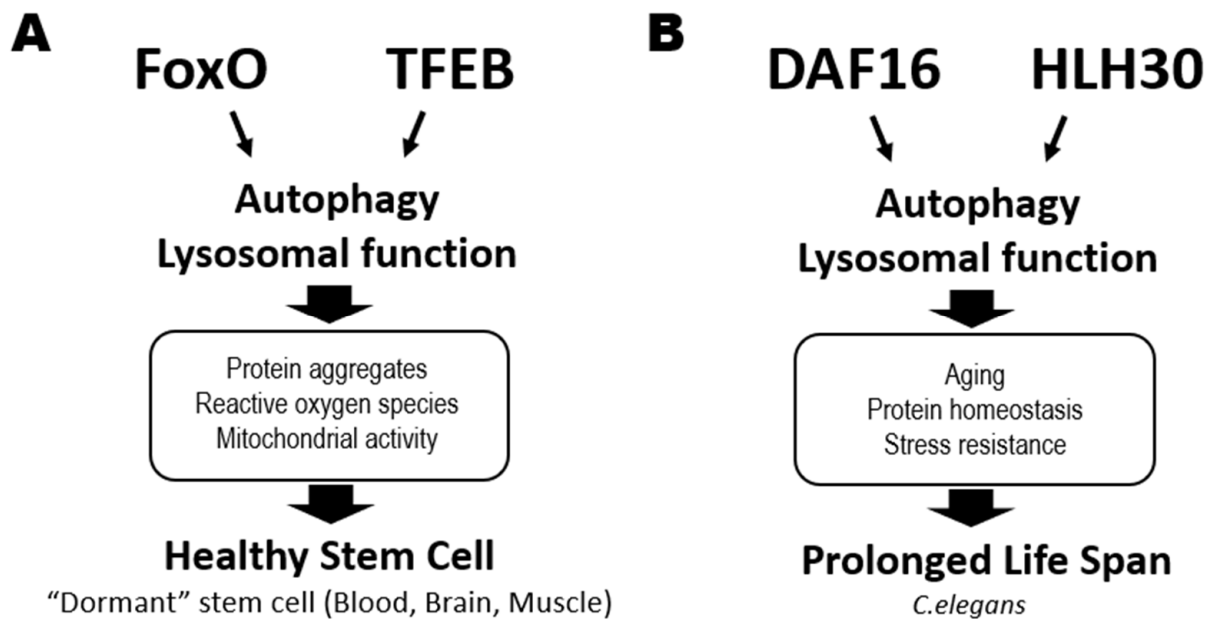 A
FoxO TFEB
Autophagy
Lysosomal function
Protein aggregates
Reactive oxygen species
Mitochondrial activity
Healthy Stem Cell
“Dormant” stem cell (Blood, Brain, Muscle)
B
DAF16 HLH30
Autophagy
Lysosomal function
Aging
Protein homeostasis
Stress resistance
Prolonged Life Span
C.elegans